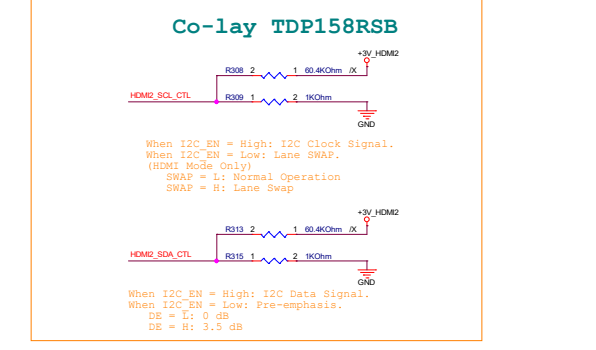 Co-lay TDP158RSB
+3V_HDMI2
R308 2 1 60.4KOhm /X
HDMI2_SCL_CTL
R309 1 2 1KOhm
GND
When I2C_EN = High: I2C Clock Signal.
When I2C_EN = Low: Lane SWAP.
(HDMI Mode Only)
SWAP = L: Normal Operation
SWAP = H: Lane Swap
+3V_HDMI2
R313 2 1 60.4KOhm /X
HDMI2_SDA_CTL
R315 1 2 1KOhm
GND
When I2C_EN = High: I2C Data Signal.
When I2C_EN = Low: Pre-emphasis.
DE = L: 0 dB
DE = H: 3.5 dB